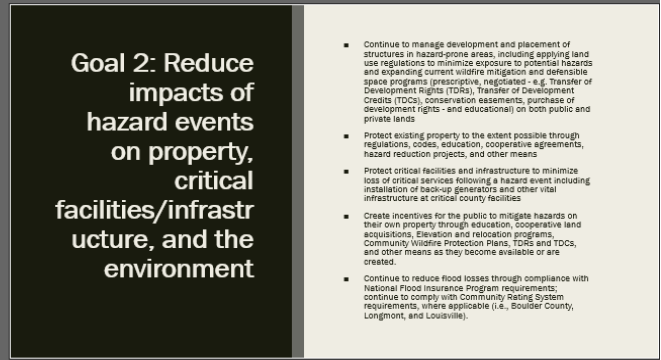 Goal 2: Reduce
impacts of
hazard events
on property,
critical
facilities/infrastr
ucture, and the
environment
▪ Continue to manage development and placement of
structures in hazard-prone areas, including applying land
use regulations to minimize exposure to potential hazards
and expanding current wildfire mitigation and defensible
space programs (prescriptive, negotiated - e.g. Transfer of
Development Rights (TDRs), Transfer of Development
Credits (TDCs), conservation easements, purchase of
development rights - and educational) on both public and
private lands
▪ Protect existing property to the extent possible through
regulations, codes, education, cooperative agreements,
hazard reduction projects, and other means
▪ Protect critical facilities and infrastructure to minimize
loss of critical services following a hazard event including
installation of back-up generators and other vital
infrastructure at critical county facilities
▪ Create incentives for the public to mitigate hazards on
their own property through education, cooperative land
acquisitions, Elevation and relocation programs,
Community Wildfire Protection Plans, TDRs and TDCs,
and other means as they become available or are
created.
▪ Continue to reduce flood losses through compliance with
National Flood Insurance Program requirements;
continue to comply with Community Rating System
requirements, where applicable (i.e., Boulder County,
Longmont, and Louisville).